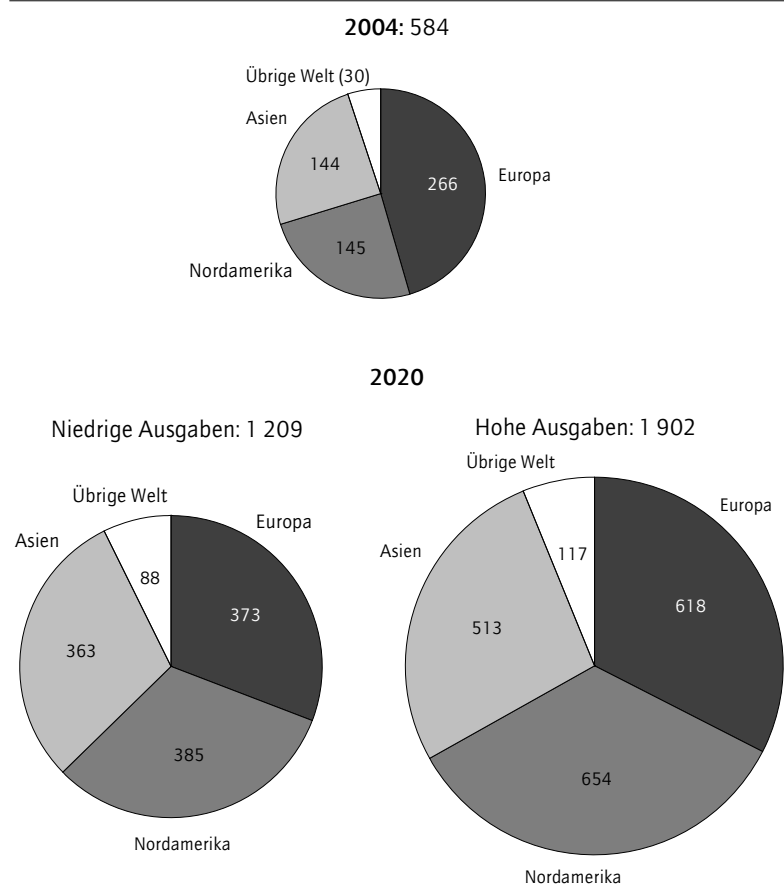 2004: 584
Übrige Welt (30)
Asien
144
266
Europa
145
Nordamerika
2020
Niedrige Ausgaben: 1 209
Übrige Welt
Europa
Asien
88
373
363
385
Nordamerika
Hohe Ausgaben: 1 902
Übrige Welt
Europa
Asien
117
618
513
654
Nordamerika